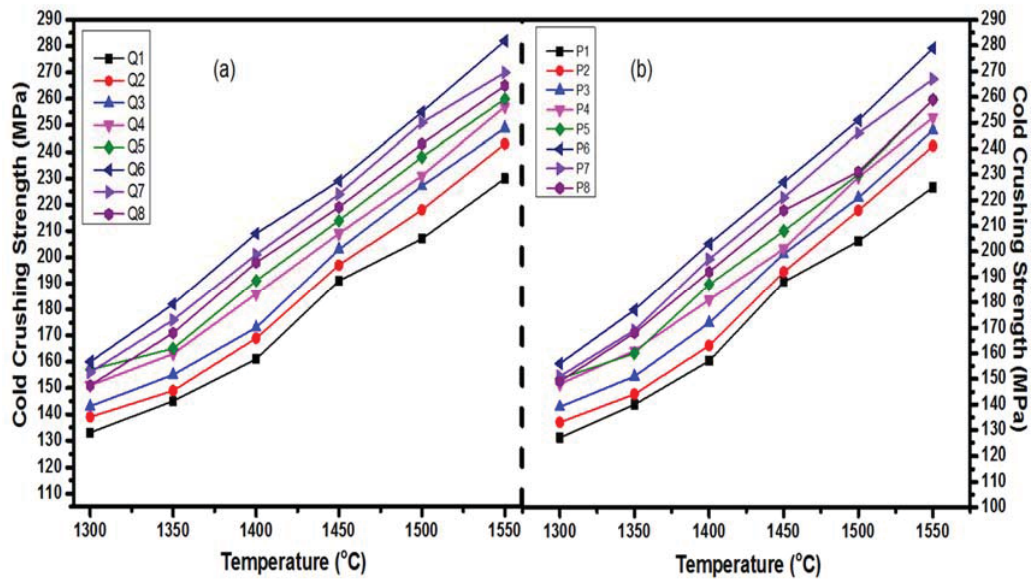 290
280
270
260
250
240
230
220
210
200
190
180
170
160
150
140
130
120
110
Cold Crushing Strength (MPa)
Q1
Q2
Q3
Q4
Q5
Q6
Q7
Q8
(a)
1300 1350 1400 1450 1500 1550
Temperature (°C)
P1
P2
P3
P4
P5
P6
P7
P8
(b)
1300 1350 1400 1450 1500 1550
Temperature (°C)
290
280
270
260
250
240
230
220
210
200
190
180
170
160
150
140
130
120
110
100
Cold Crushing Strength (MPa)